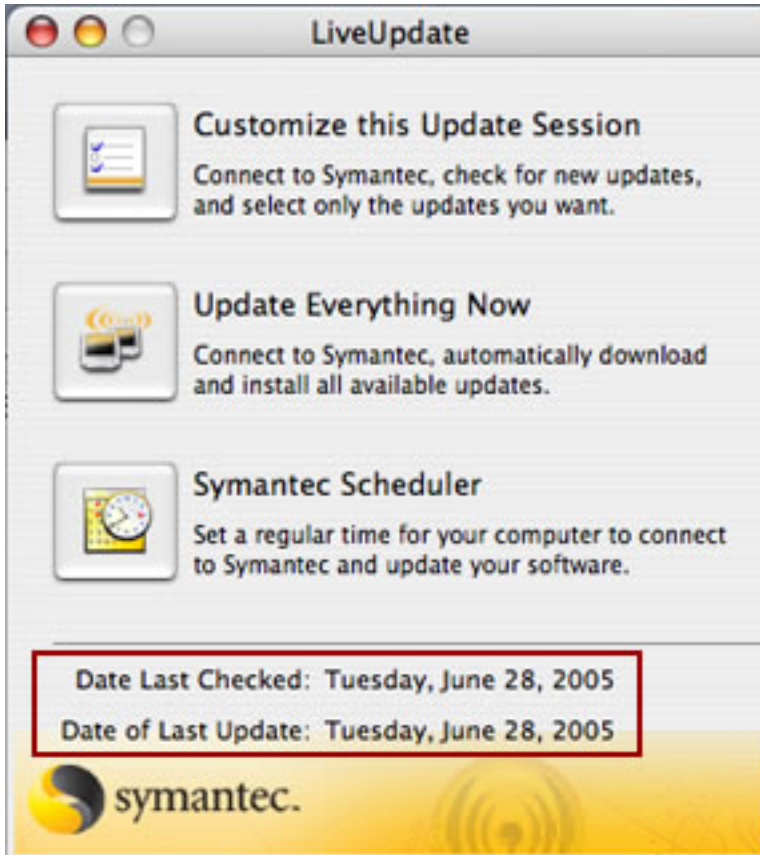 LiveUpdate
Customize this Update Session
Connect to Symantec, check for new updates,
and select only the updates you want.
Update Everything Now
Connect to Symantec, automatically download
and install all available updates.
Symantec Scheduler
Set a regular time for your computer to connect
to Symantec and update your software.
Date Last Checked: Tuesday, June 28, 2005
Date of Last Update: Tuesday, June 28, 2005
symantec.